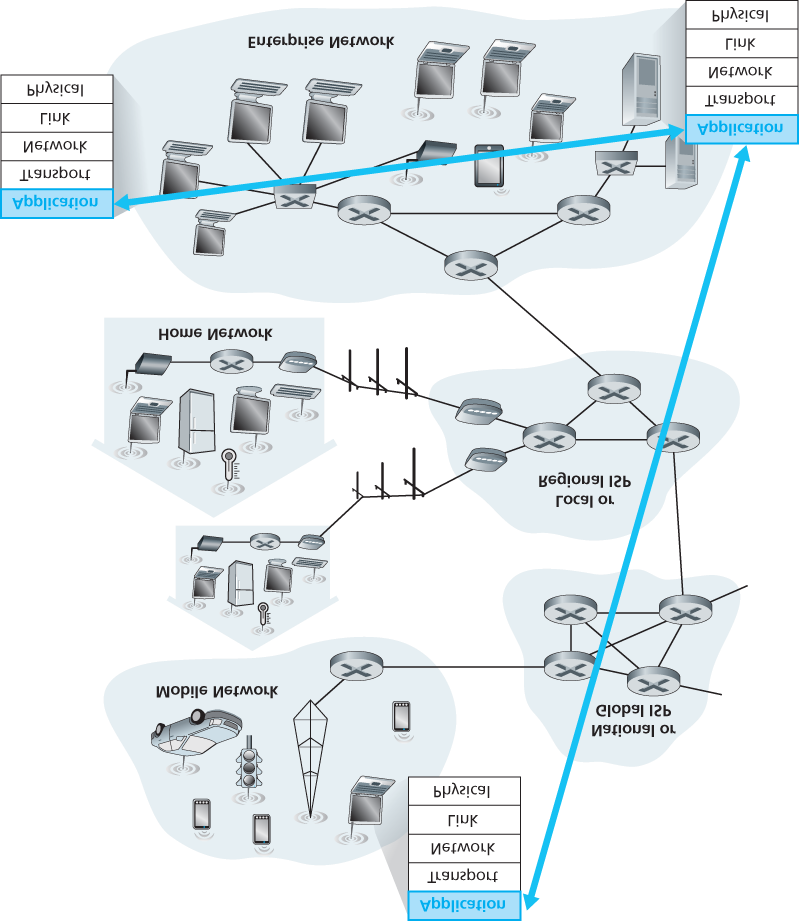 Application
Transport
Network
Link
Physical
National or
Global ISP
Mobile Network
Local or
Regional ISP
Home Network
Application
Transport
Network
Link
Physical
Application
Transport
Network
Link
Physical
Enterprise Network